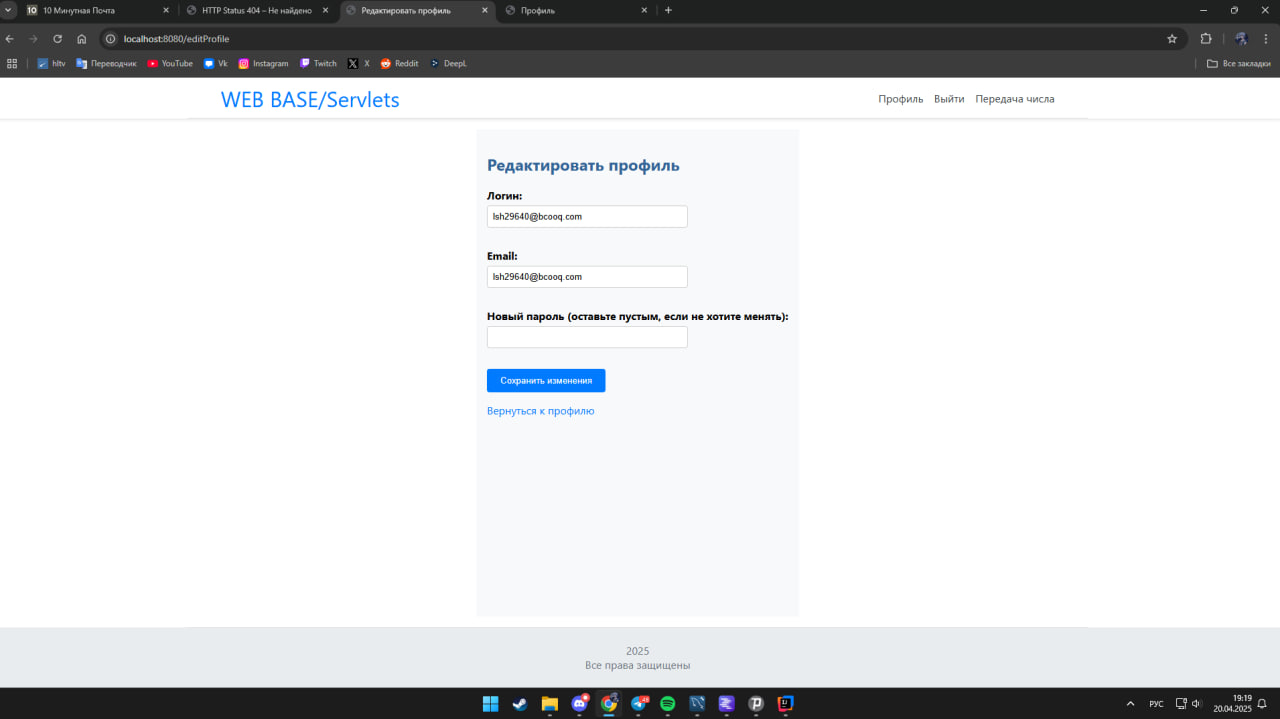 10 10 Минутная Почта
HTTP Status 404 – Не найдено
Редактировать профиль
Профиль
localhost:8080/editProfile
hltv
Переводчик
YouTube
Vk
Instagram
Twitch
X
Reddit
DeepL
Все закладки
WEB BASE/Servlets
Профиль Выйти Передача числа
Редактировать профиль
Логин:
lsh29640@bcooq.com
Email:
lsh29640@bcooq.com
Новый пароль (оставьте пустым, если не хотите менять):
Сохранить изменения
Вернуться к профилю
2025
Все права защищены
РУС
19:19
20.04.2025